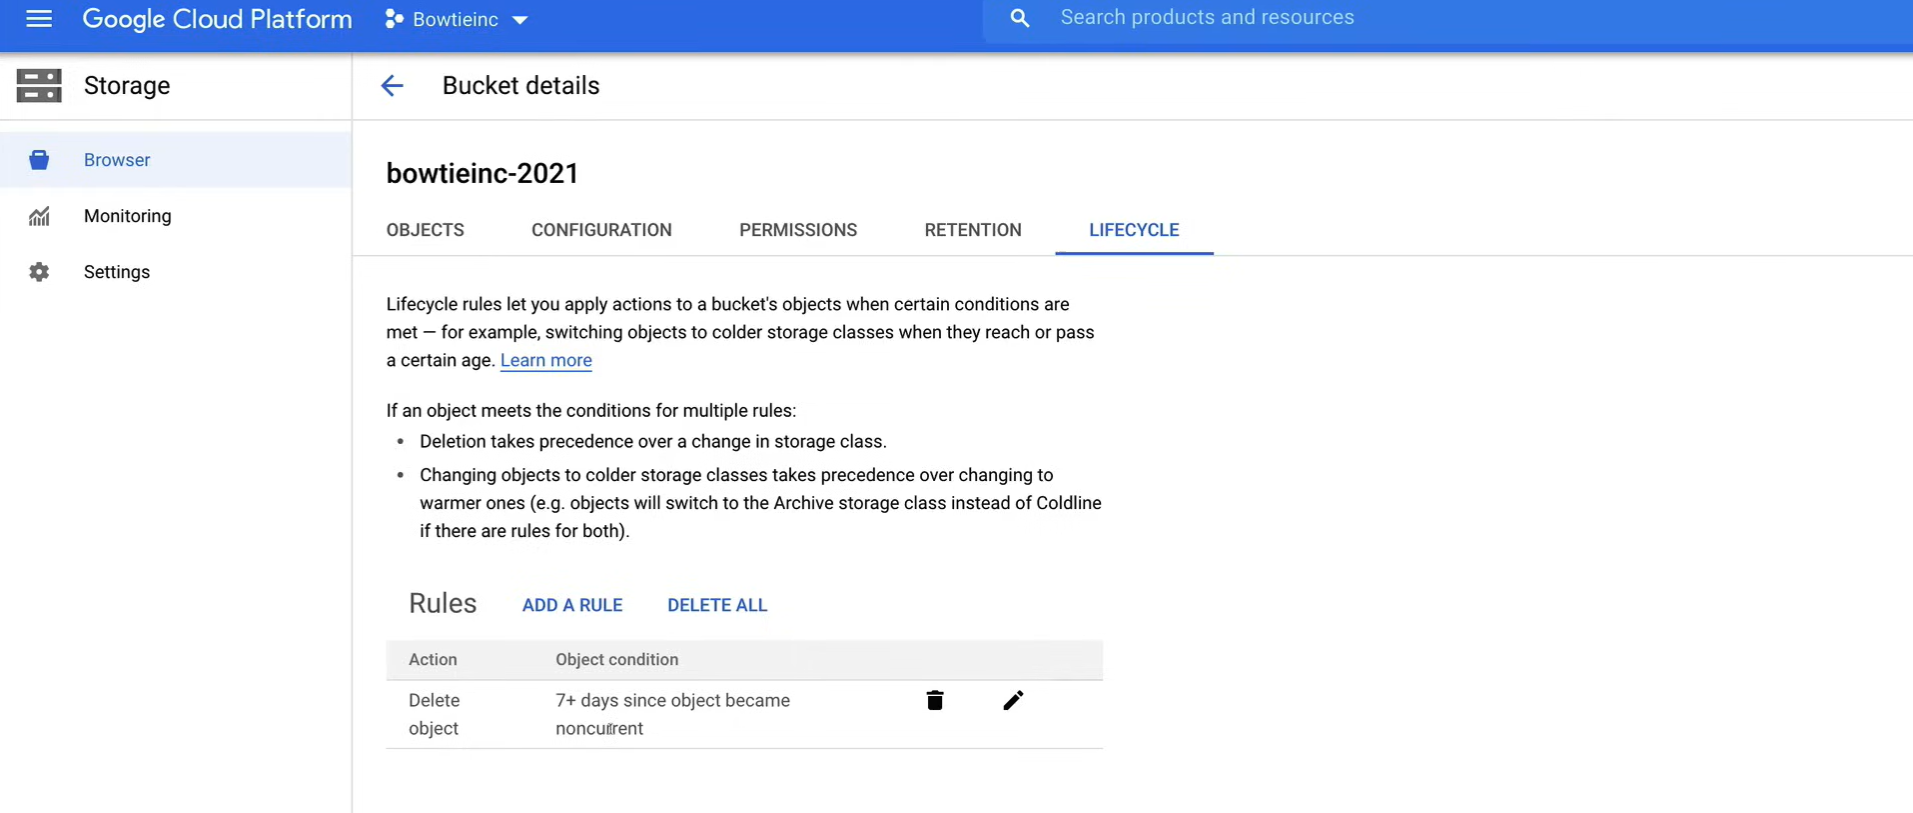 Google Cloud Platform
Bowtieinc
Search products and resources
Storage
Bucket details
Browser
Monitoring
Settings
bowtieinc-2021
OBJECTS
CONFIGURATION
PERMISSIONS
RETENTION
LIFECYCLE
Lifecycle rules let you apply actions to a bucket's objects when certain conditions are
met — for example, switching objects to colder storage classes when they reach or pass
a certain age. Learn more
If an object meets the conditions for multiple rules:
• Deletion takes precedence over a change in storage class.
• Changing objects to colder storage classes takes precedence over changing to
warmer ones (e.g. objects will switch to the Archive storage class instead of Coldline
if there are rules for both).
Rules
ADD A RULE
DELETE ALL
Action
Object condition
Delete
object
7+ days since object became
noncurrent